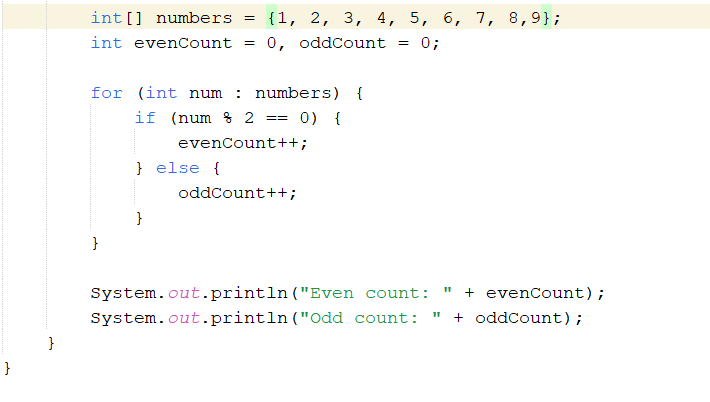 int[] numbers = {1, 2, 3, 4, 5, 6, 7, 8,9};
int evenCount = 0, oddCount = 0;
for (int num : numbers) {
if (num % 2 == 0) {
evenCount++;
} else {
oddCount++;
}
}
System.out.println("Even count: " + evenCount);
System.out.println("Odd count: " + oddCount);
}
}